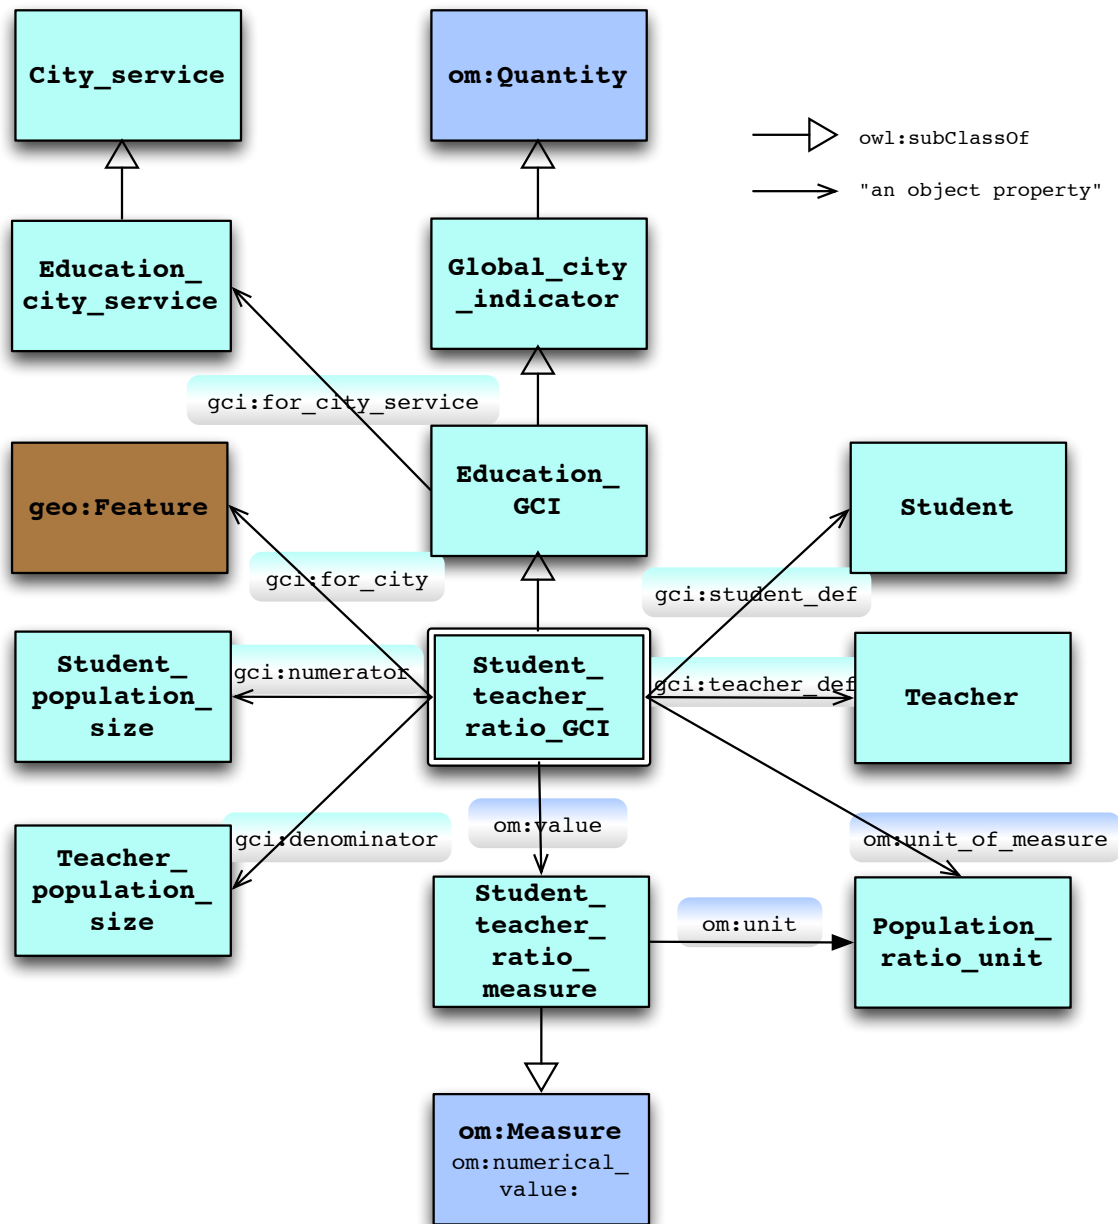 City_service
om:Quantity
owl:subClassOf
"an object property"
Education_
city_service
Global_city
_indicator
gci:for_city_service
geo:Feature
Education_
GCI
Student
gci:for_city
gci:student_def
Student_
population_
size
gci:numerator
Student_
teacher_
ratio_GCI
gci:teacher_def
Teacher
gci:denominator
om:value
om:unit_of_measure
Teacher_
population_
size
Student_
teacher_
ratio_
measure
om:unit
Population_
ratio_unit
om:Measure
om:numerical_
value: